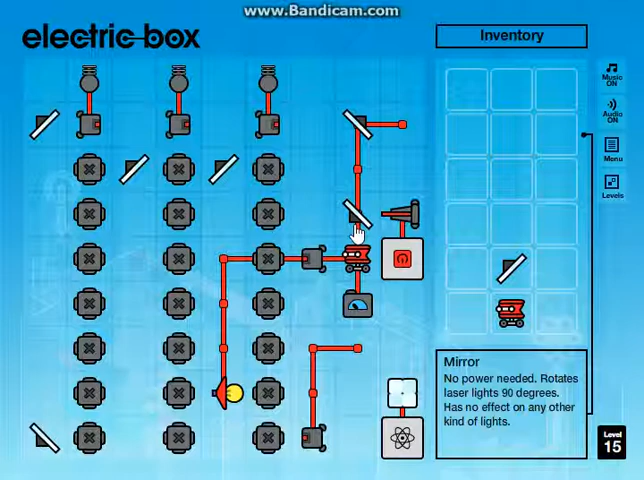 www.Bandicam.com
electric box
Inventory
Music
ON
Audio
ON
Menu
Levels
Mirror
No power needed. Rotates
laser lights 90 degrees.
Has no effect on any other
kind of lights.
Level
15